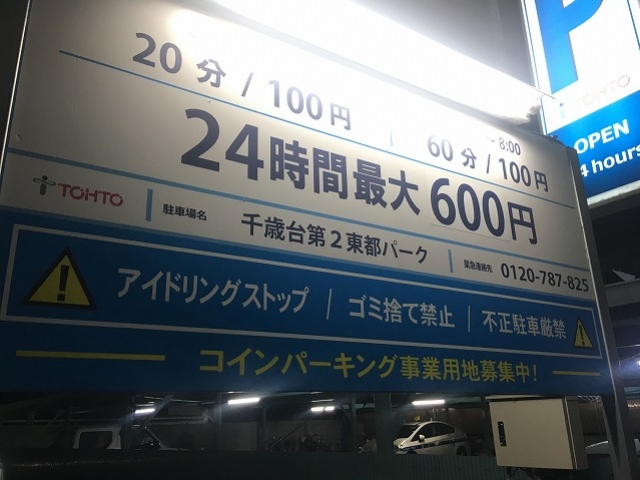 ~8:00
20分/100円 | 60分/100円
24時間最大600円
TOHTO | 駐車場名 千歳台第2東都パーク | 緊急連絡先 0120-787-825
アイドリングストップ / ゴミ捨て禁止 / 不正駐車厳禁
コインパーキング事業用地募集中!
P
TOHTO
OPEN
4 hours